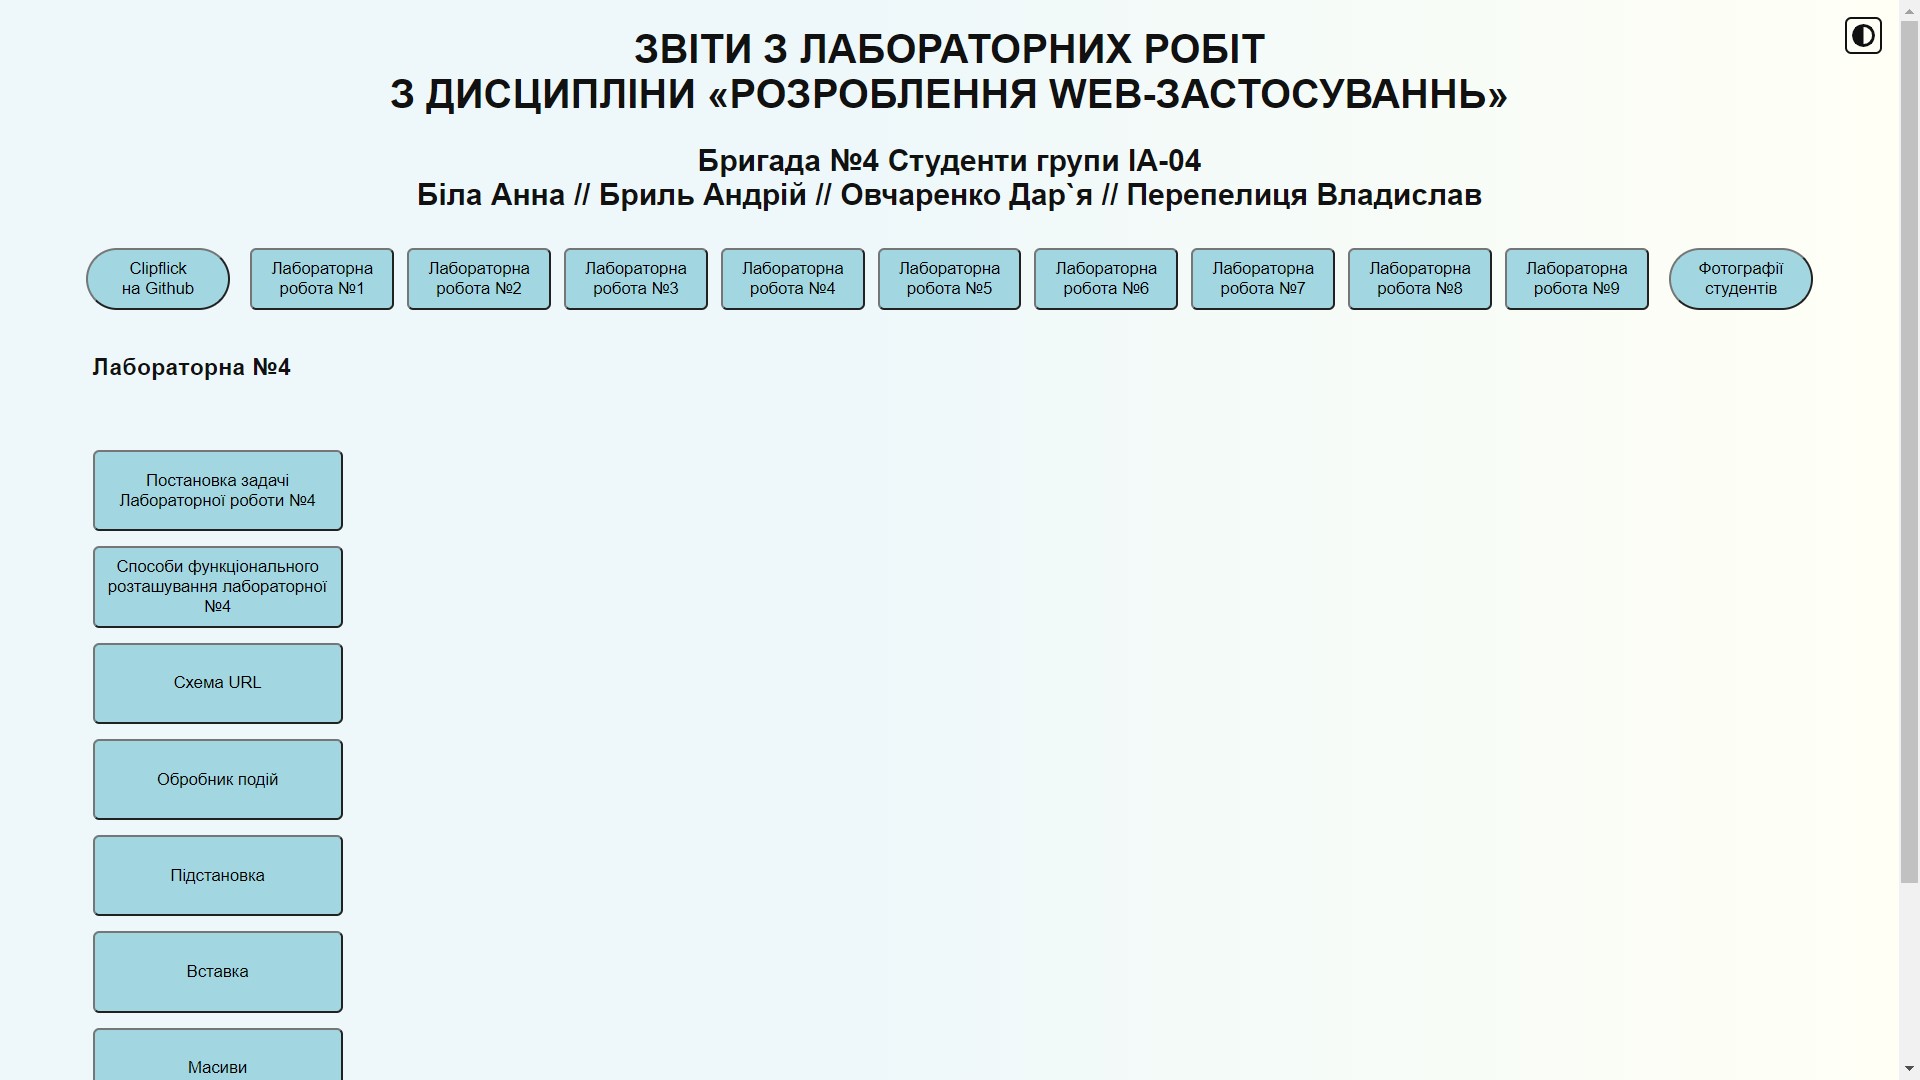 ЗВІТИ З ЛАБОРАТОРНИХ РОБІТ
З ДИСЦИПЛІНИ «РОЗРОБЛЕННЯ WEB-ЗАСТОСУВАННЬ»
Бригада №4 Студенти групи ІА-04
Біла Анна // Бриль Андрій // Овчаренко Дар`я // Перепелиця Владислав
Clipflick
на Github
Лабораторна
робота №1
Лабораторна
робота №2
Лабораторна
робота №3
Лабораторна
робота №4
Лабораторна
робота №5
Лабораторна
робота №6
Лабораторна
робота №7
Лабораторна
робота №8
Лабораторна
робота №9
Фотографії
студентів
Лабораторна №4
Постановка задачі
Лабораторної роботи №4
Способи функціонального
розташування лабораторної
№4
Схема URL
Обробник подій
Підстановка
Вставка
Масиви